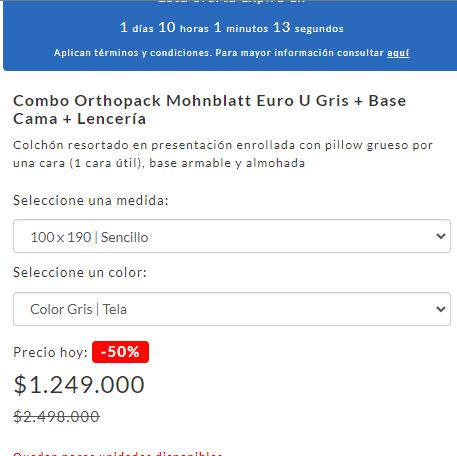 1 días 10 horas 1 minutos 13 segundos
Aplican términos y condiciones. Para mayor información consultar aquí
Combo Orthopack Mohnblatt Euro U Gris + Base
Cama + Lencería
Colchón resortado en presentación enrollada con pillow grueso por
una cara (1 cara útil), base armable y almohada
Seleccione una medida:
100 x 190 | Sencillo
Seleccione un color:
Color Gris | Tela
Precio hoy: -50%
$1.249.000
$2.498.000